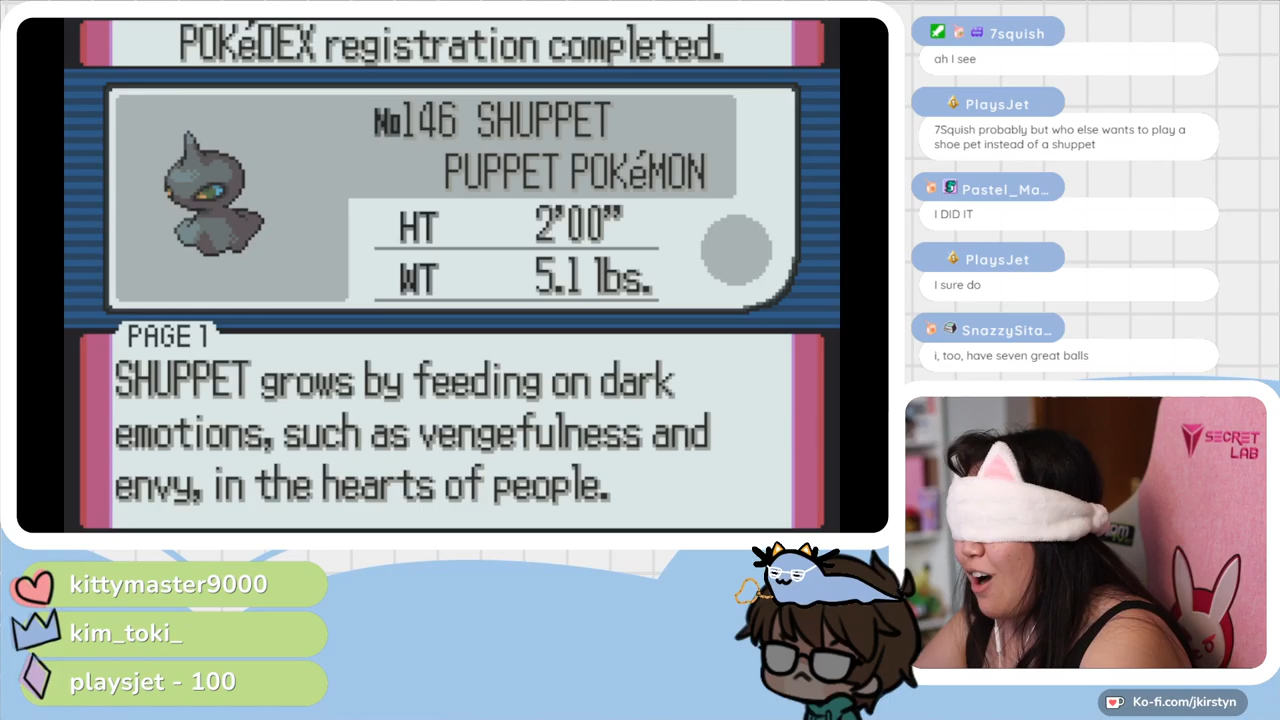 POKéDEX registration completed.
No146 SHUPPET
PUPPET POKéMON
HT 2'00"
WT 5.1 lbs.
PAGE 1
SHUPPET grows by feeding on dark
emotions, such as vengefulness and
envy, in the hearts of people.
7squish
ah I see
PlaysJet
7Squish probably but who else wants to play a
shoe pet instead of a shuppet
Pastel_Ma...
I DID IT
PlaysJet
I sure do
SnazzySita...
i, too, have seven great balls
SECRET
LAB
kittymaster9000
kim_toki_
playsjet - 100
Ko-fi.com/jkirstyn